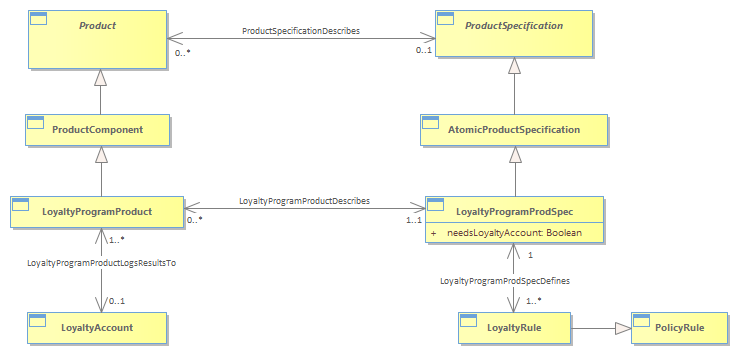 Product
ProductSpecificationDescribes
ProductSpecification
0..*
0..1
ProductComponent
AtomicProductSpecification
LoyaltyProgramProduct
LoyaltyProgramProductDescribes
LoyaltyProgramProdSpec
0..*
1..1
+ needsLoyaltyAccount: Boolean
1..*
1
LoyaltyProgramProductLogsResultsTo
LoyaltyProgramProdSpecDefines
0..1
1..*
LoyaltyAccount
LoyaltyRule
PolicyRule